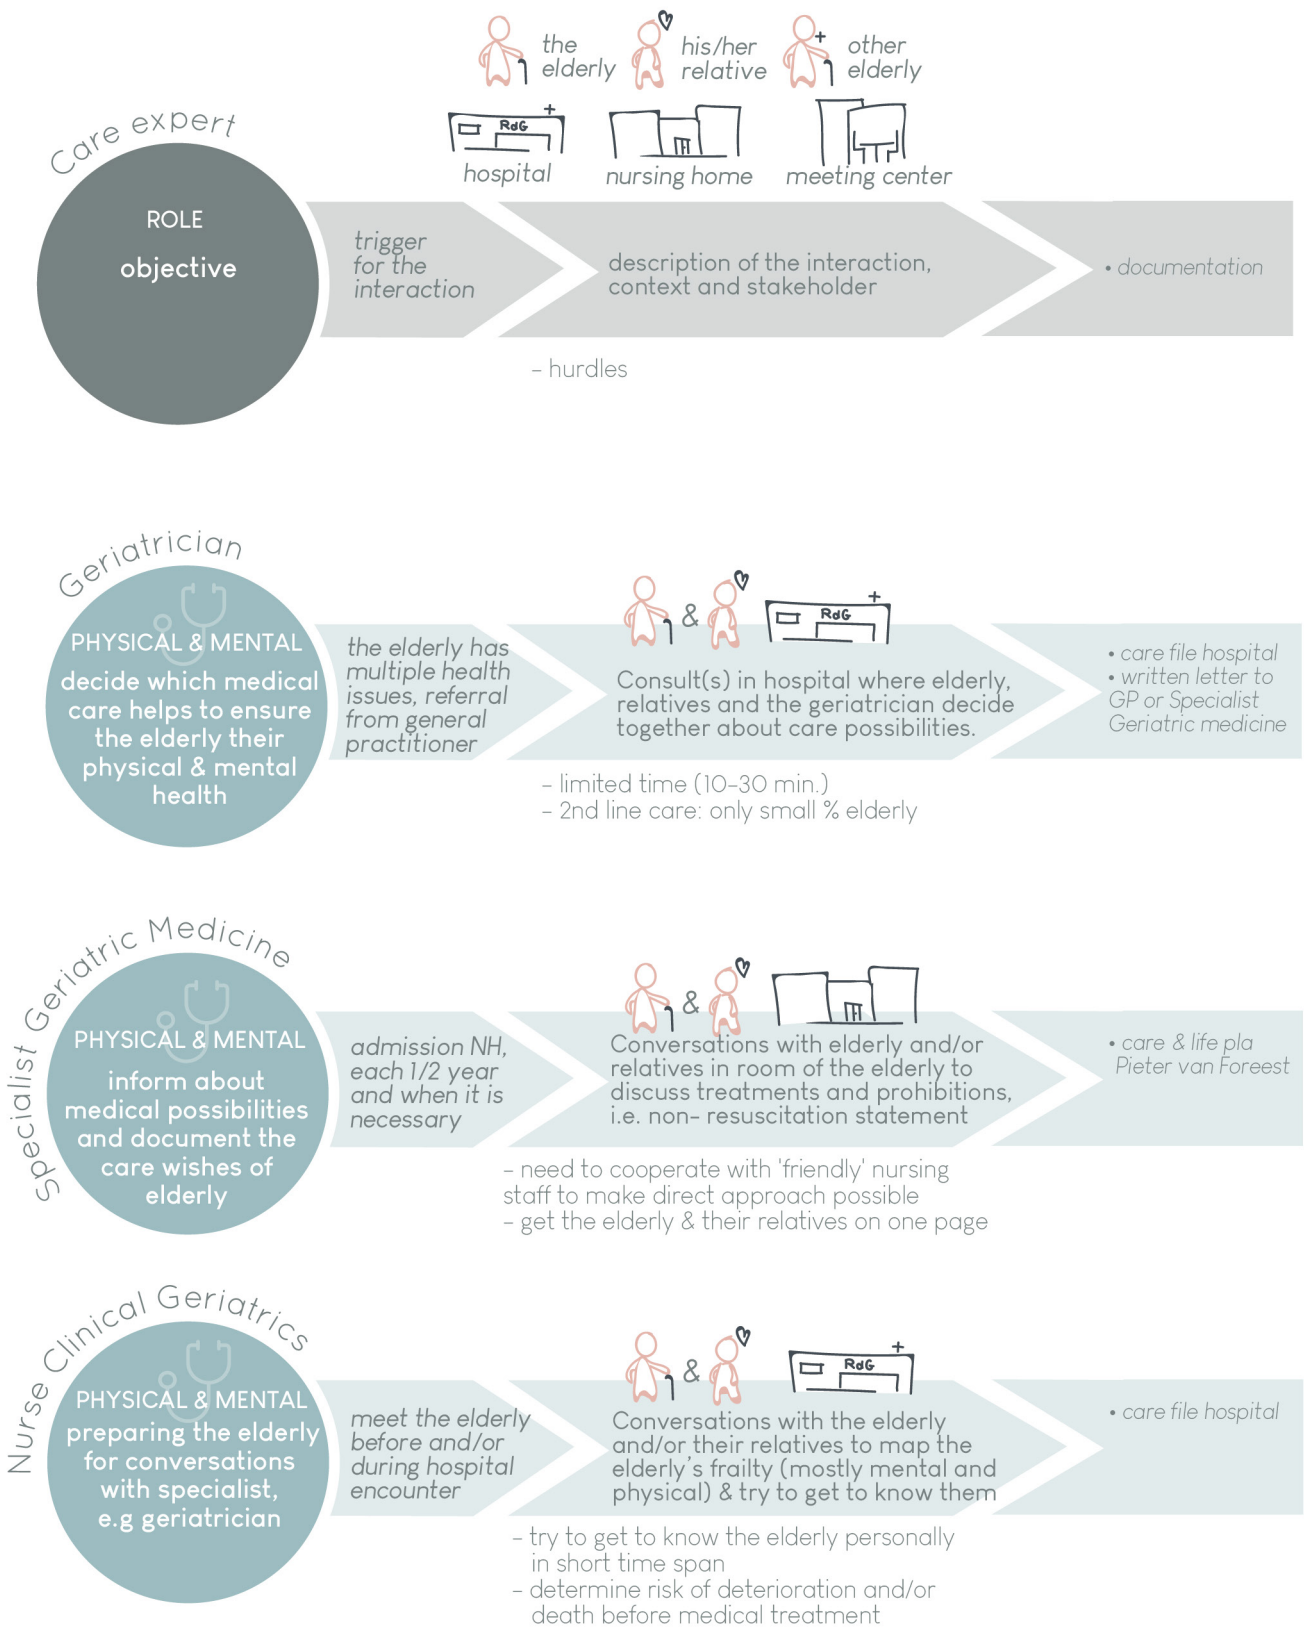 the
elderly
his/her
relative
other
elderly
RdG
hospital
nursing home
meeting center
Care expert
ROLE
objective
trigger
for the
interaction
description of the interaction,
context and stakeholder
• documentation
- hurdles
Geriatrician
PHYSICAL & MENTAL
decide which medical
care helps to ensure
the elderly their
physical & mental
health
the elderly has
multiple health
issues, referral
from general
practitioner
&
RdG
Consult(s) in hospital where elderly,
relatives and the geriatrician decide
together about care possibilities.
• care file hospital
• written letter to
GP or Specialist
Geriatric medicine
- limited time (10-30 min.)
- 2nd line care: only small % elderly
Specialist Geriatric Medicine
PHYSICAL & MENTAL
inform about
medical possibilities
and document the
care wishes of
elderly
admission NH,
each 1/2 year
and when it is
necessary
&
Conversations with elderly and/or
relatives in room of the elderly to
discuss treatments and prohibitions,
i.e. non- resuscitation statement
• care & life pla
Pieter van Foreest
- need to cooperate with 'friendly' nursing
staff to make direct approach possible
- get the elderly & their relatives on one page
Nurse Clinical Geriatrics
PHYSICAL & MENTAL
preparing the elderly
for conversations
with specialist,
e.g geriatrician
meet the elderly
before and/or
during hospital
encounter
&
RdG
Conversations with the elderly
and/or their relatives to map the
elderly's frailty (mostly mental and
physical) & try to get to know them
• care file hospital
- try to get to know the elderly personally
in short time span
- determine risk of deterioration and/or
death before medical treatment